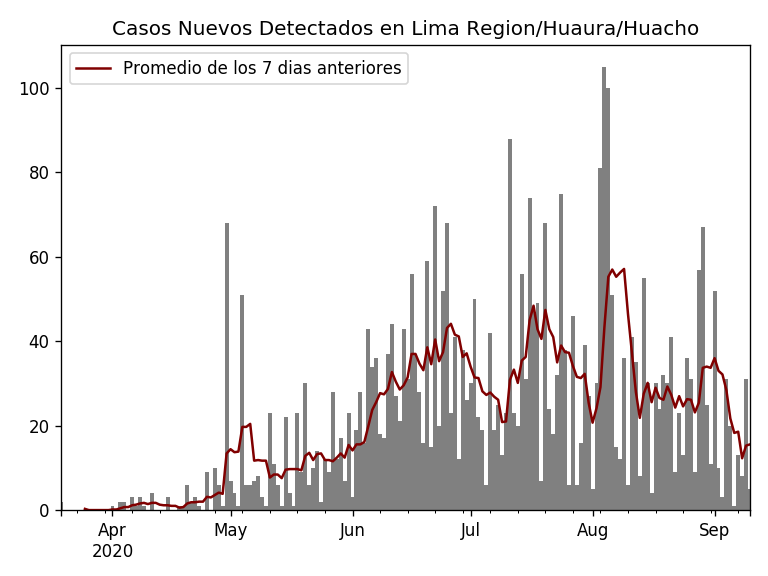 Casos Nuevos Detectados en Lima Region/Huaura/Huacho
Promedio de los 7 dias anteriores
100
80
60
40
20
0
Apr May Jun Jul Aug Sep
2020